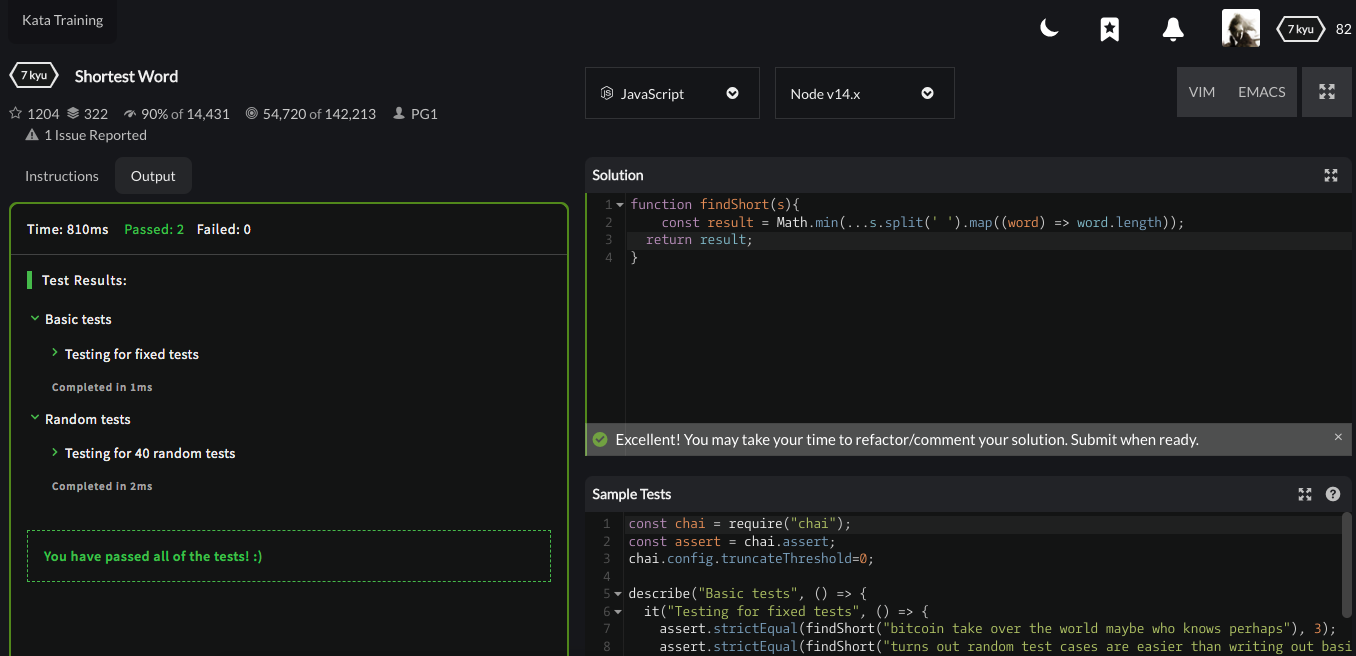 Kata Training
7 kyu 82
7 kyu Shortest Word
1204 322 90% of 14,431 54,720 of 142,213 PG1
1 Issue Reported
JavaScript
Node v14.x
VIM EMACS
Instructions Output
Time: 810ms Passed: 2 Failed: 0
Test Results:
Basic tests
Testing for fixed tests
Completed in 1ms
Random tests
Testing for 40 random tests
Completed in 2ms
You have passed all of the tests! :)
Solution
1 function findShort(s){
2 const result = Math.min(...s.split(' ').map((word) => word.length));
3 return result;
4 }
Excellent! You may take your time to refactor/comment your solution. Submit when ready. ×
Sample Tests
1 const chai = require("chai");
2 const assert = chai.assert;
3 chai.config.truncateThreshold=0;
4
5 describe("Basic tests", () => {
6 it("Testing for fixed tests", () => {
7 assert.strictEqual(findShort("bitcoin take over the world maybe who knows perhaps"), 3);
8 assert.strictEqual(findShort("turns out random test cases are easier than writing out basi